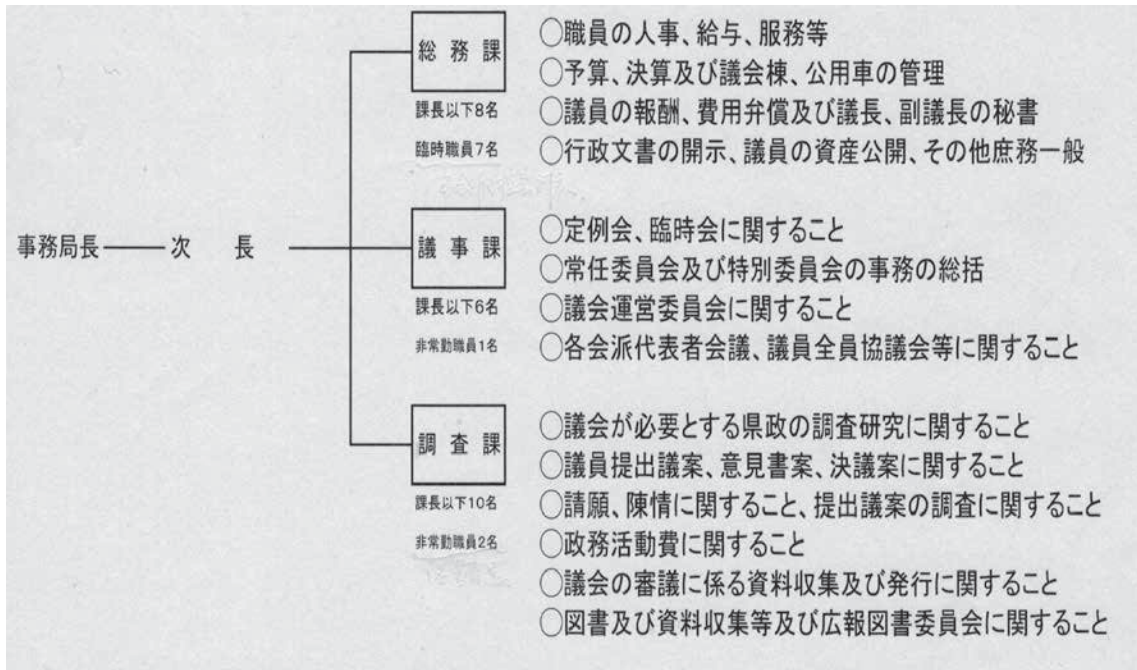 事務局長
次 長
総務課
課長以下8名
臨時職員7名
○職員の人事、給与、服務等
○予算、決算及び議会棟、公用車の管理
○議員の報酬、費用弁償及び議長、副議長の秘書
○行政文書の開示、議員の資産公開、その他庶務一般
議事課
課長以下6名
非常勤職員1名
○定例会、臨時会に関すること
○常任委員会及び特別委員会の事務の総括
○議会運営委員会に関すること
○各会派代表者会議、議員全員協議会等に関すること
調査課
課長以下10名
非常勤職員2名
○議会が必要とする県政の調査研究に関すること
○議員提出議案、意見書案、決議案に関すること
○請願、陳情に関すること、提出議案の調査に関すること
○政務活動費に関すること
○議会の審議に係る資料収集及び発行に関すること
○図書及び資料収集等及び広報図書委員会に関すること